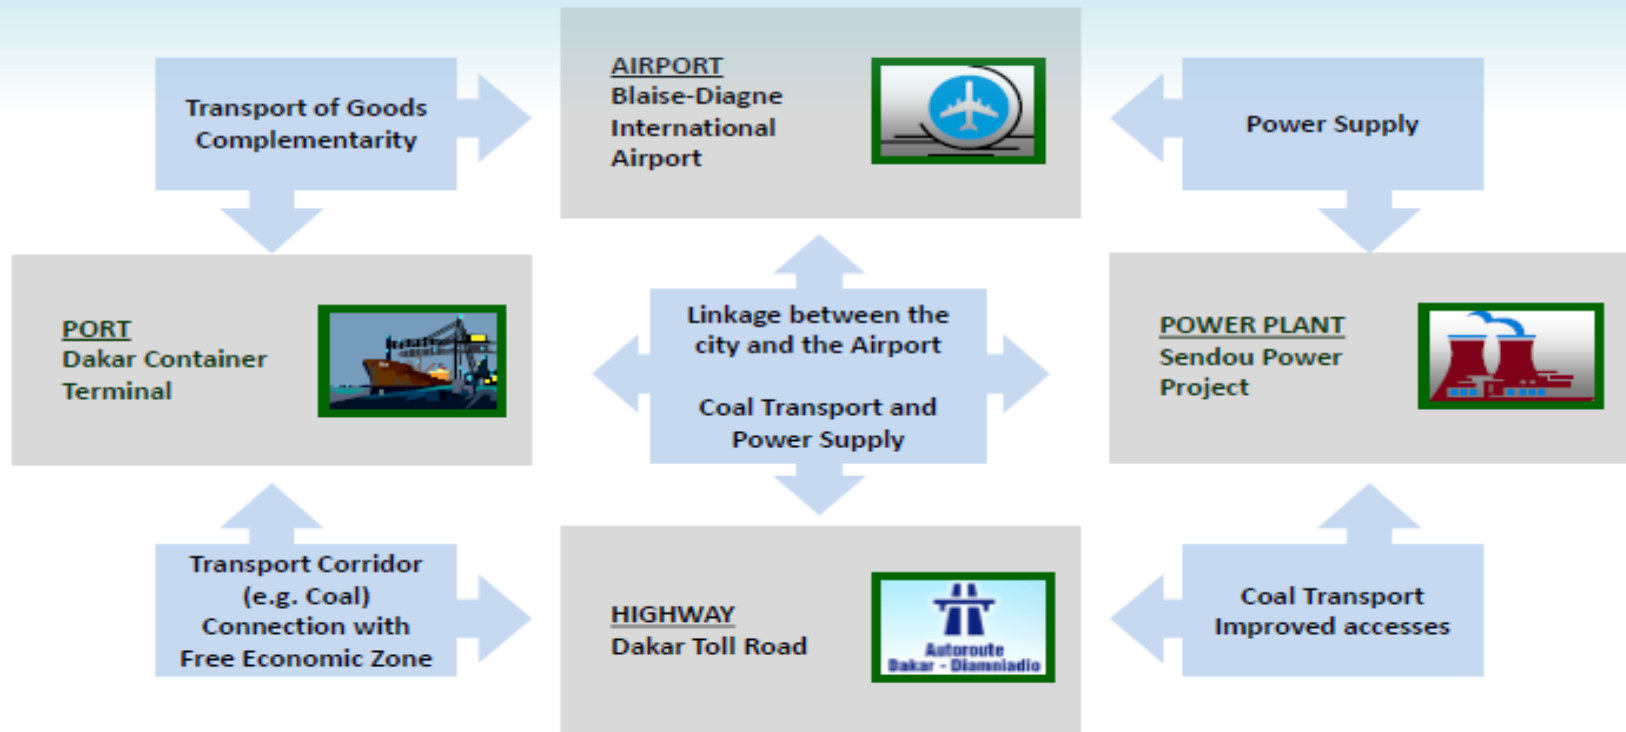 AIRPORT
Blaise-Diagne
International
Airport
Transport of Goods
Complementarity
Power Supply
PORT
Dakar Container
Terminal
Linkage between the
city and the Airport
Coal Transport and
Power Supply
POWER PLANT
Sendou Power
Project
Transport Corridor
(e.g. Coal)
Connection with
Free Economic Zone
HIGHWAY
Dakar Toll Road
Autoroute
Dakar - Diamniadio
Coal Transport
Improved accesses